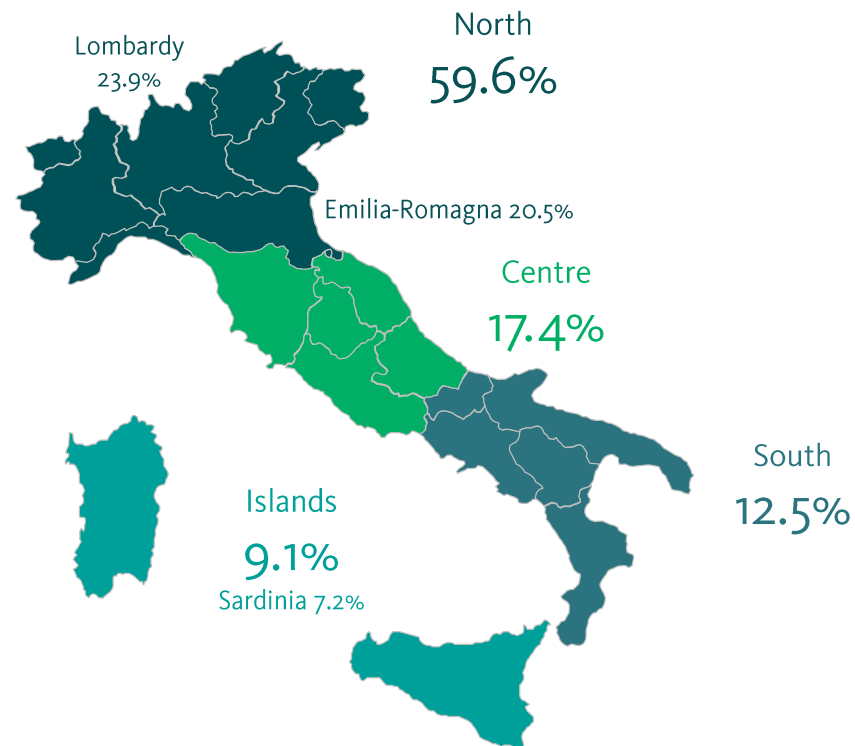 North
59.6%
Lombardy
23.9%
Emilia-Romagna 20.5%
Centre
17.4%
South
12.5%
Islands
9.1%
Sardinia 7.2%